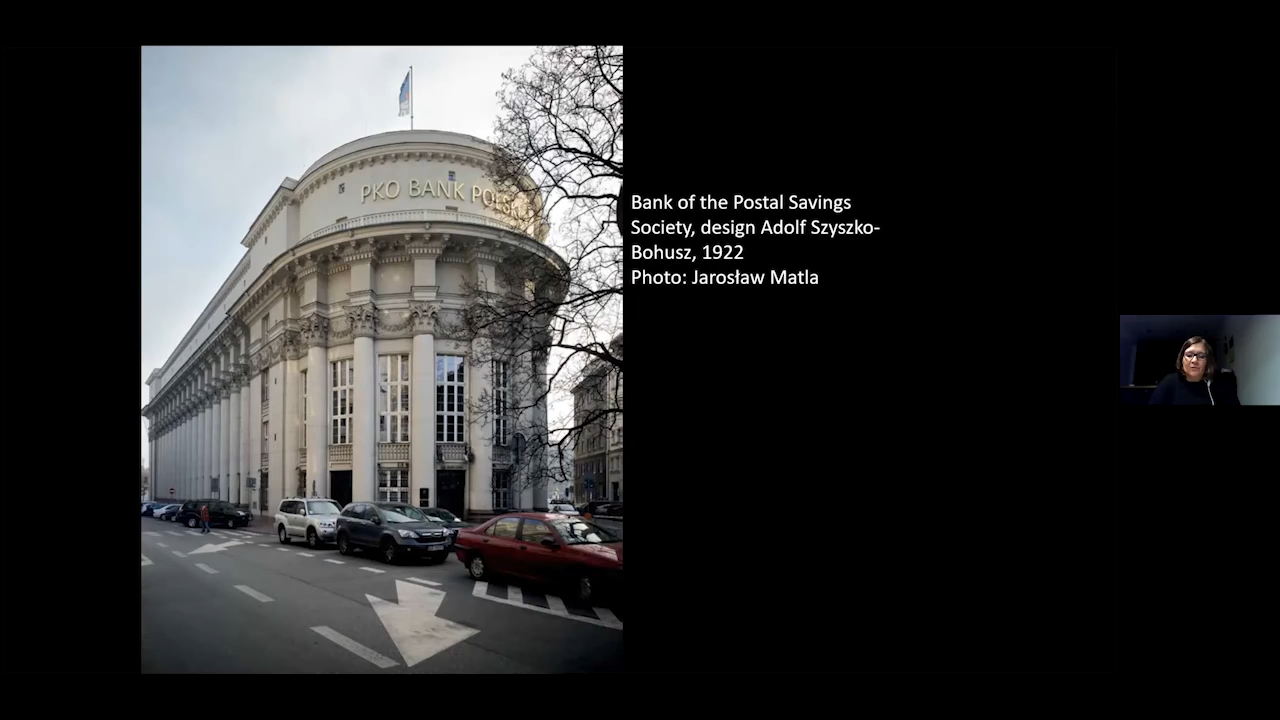 PKO BANK POLSKI
Bank of the Postal Savings
Society, design Adolf Szyszko-
Bohusz, 1922
Photo: Jarosław Matla